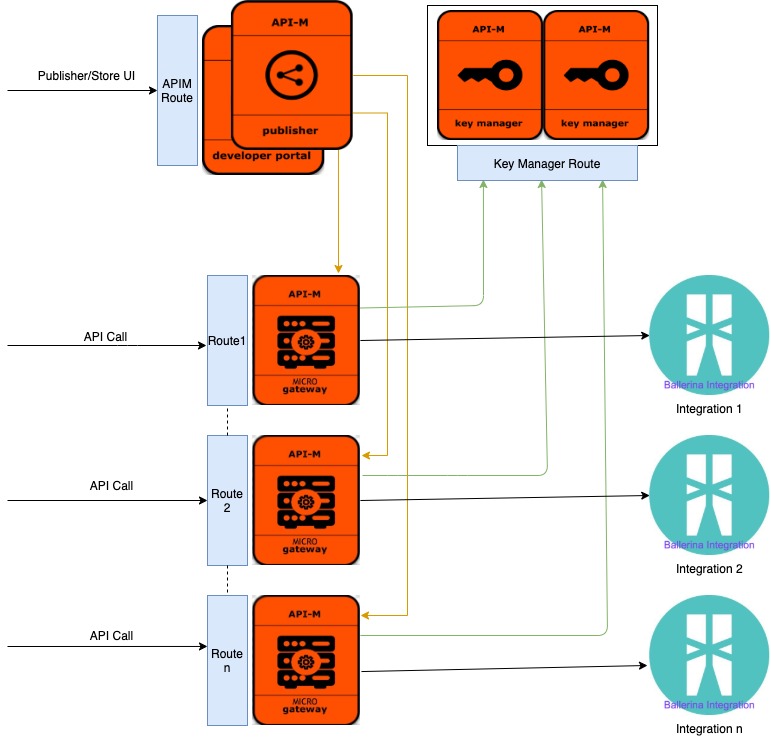 Publisher/Store UI
APIM
Route
API-M
publisher
developer portal
API-M
key manager
API-M
key manager
Key Manager Route
API Call
Route1
API-M
MICRO
gateway
Ballerina Integration
Integration 1
API Call
Route
2
API-M
MICRO
gateway
Ballerina Integration
Integration 2
API Call
Route
n
API-M
MICRO
gateway
Ballerina Integration
Integration n